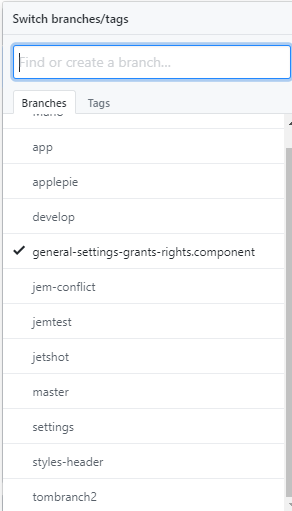 Switch branches/tags
Find or create a branch...
Branches
Tags
app
applepie
develop
general-settings-grants-rights.component
jem-conflict
jemtest
jetshot
master
settings
styles-header
tombranch2